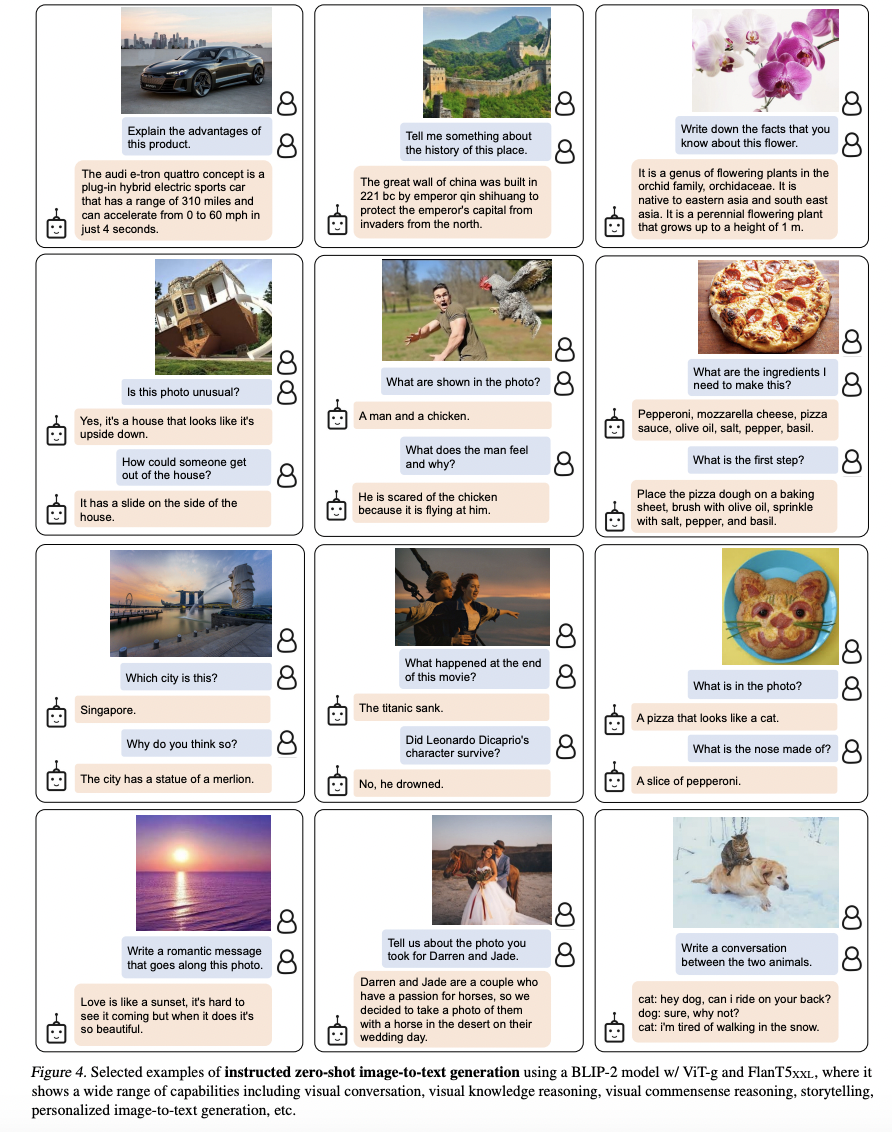 Explain the advantages of
this product.
The audi e-tron quattro concept is a
plug-in hybrid electric sports car
that has a range of 310 miles and
can accelerate from 0 to 60 mph in
just 4 seconds.
Tell me something about
the history of this place.
The great wall of china was built in
221 bc by emperor qin shihuang to
protect the emperor's capital from
invaders from the north.
Write down the facts that you
know about this flower.
It is a genus of flowering plants in the
orchid family, orchidaceae. It is
native to eastern asia and south east
asia. It is a perennial flowering plant
that grows up to a height of 1 m.
Is this photo unusual?
Yes, it's a house that looks like it's
upside down.
How could someone get
out of the house?
It has a slide on the side of the
house.
What are shown in the photo?
A man and a chicken.
What does the man feel
and why?
He is scared of the chicken
because it is flying at him.
What are the ingredients I
need to make this?
Pepperoni, mozzarella cheese, pizza
sauce, olive oil, salt, pepper, basil.
What is the first step?
Place the pizza dough on a baking
sheet, brush with olive oil, sprinkle
with salt, pepper, and basil.
Which city is this?
Singapore.
Why do you think so?
The city has a statue of a merlion.
What happened at the end
of this movie?
The titanic sank.
Did Leonardo Dicaprio's
character survive?
No, he drowned.
What is in the photo?
A pizza that looks like a cat.
What is the nose made of?
A slice of pepperoni.
Write a romantic message
that goes along this photo.
Love is like a sunset, it's hard to
see it coming but when it does it's
so beautiful.
Tell us about the photo you
took for Darren and Jade.
Darren and Jade are a couple who
have a passion for horses, so we
decided to take a photo of them
with a horse in the desert on their
wedding day.
Write a conversation
between the two animals.
cat: hey dog, can i ride on your back?
dog: sure, why not?
cat: i'm tired of walking in the snow.
Figure 4. Selected examples of instructed zero-shot image-to-text generation using a BLIP-2 model w/ ViT-g and FlanT5XXL, where it
shows a wide range of capabilities including visual conversation, visual knowledge reasoning, visual commensense reasoning, storytelling,
personalized image-to-text generation, etc.